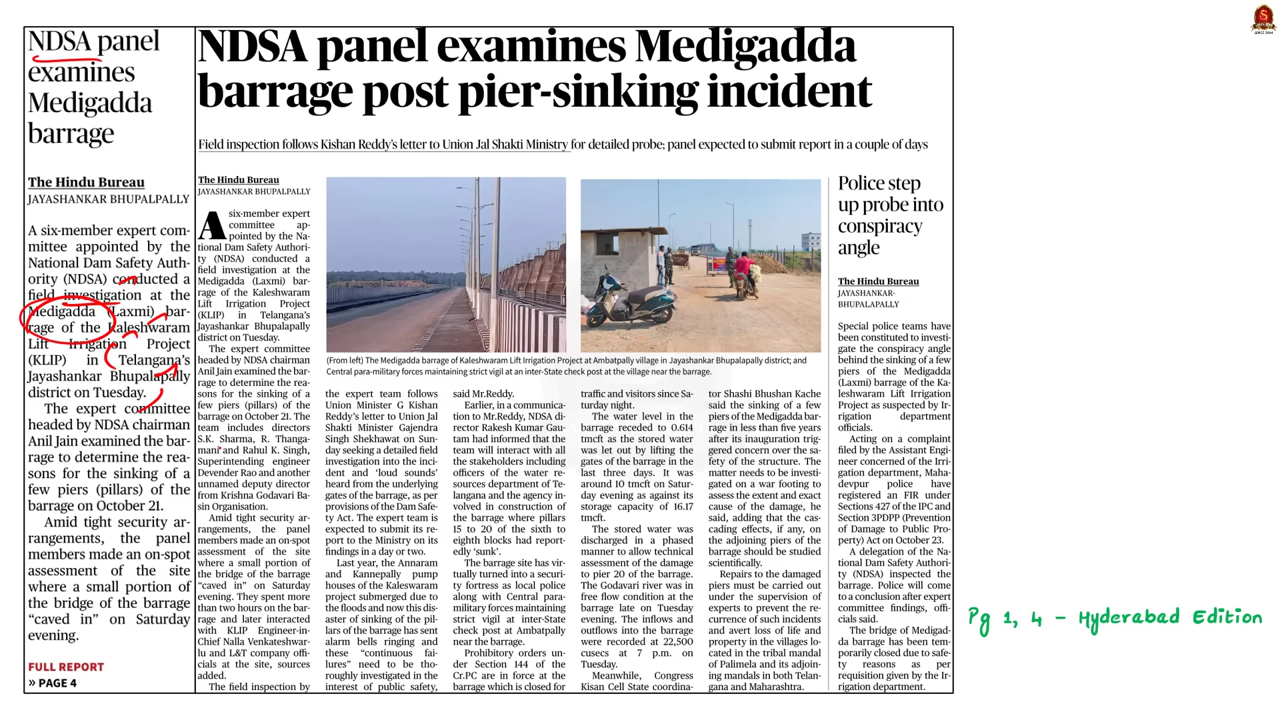 NDSA panel
examines
Medigadda
barrage
The Hindu Bureau
JAYASHANKAR BHUPALPALLY
A six-member expert com-
mittee appointed by the
National Dam Safety Auth-
ority (NDSA) conducted a
field investigation at the
Medigadda (Laxmi) bar-
rage of the Kaleshwaram
Lift Irrigation Project
(KLIP) in Telangana's
Jayashankar Bhupalapally
district on Tuesday.
The expert committee
headed by NDSA chairman
Anil Jain examined the bar-
rage to determine the rea-
sons for the sinking of a
few piers (pillars) of the
barrage on October 21.
Amid tight security ar-
rangements, the panel
members made an on-spot
assessment of the site
where a small portion of
the bridge of the barrage
“caved in” on Saturday
evening.
FULL REPORT
» PAGE 4
NDSA panel examines Medigadda
barrage post pier-sinking incident
Field inspection follows Kishan Reddy's letter to Union Jal Shakti Ministry for detailed probe; panel expected to submit report in a couple of days
The Hindu Bureau
JAYASHANKAR BHUPALPALLY
A six-member expert
committee ap-
pointed by the Na-
tional Dam Safety Authori-
ty (NDSA) conducted a
field investigation at the
Medigadda (Laxmi) bar-
rage of the Kaleshwaram
Lift Irrigation Project
(KLIP) in Telangana's
Jayashankar Bhupalapally
district on Tuesday.
The expert committee
headed by NDSA chairman
Anil Jain examined the bar-
rage to determine the rea-
sons for the sinking of a
few piers (pillars) of the
barrage on October 21. The
team includes directors
S.K. Sharma, R. Thanga-
mani and Rahul K. Singh,
Superintending engineer
Devender Rao and another
unnamed deputy director
from Krishna Godavari Ba-
sin Organisation.
Amid tight security ar-
rangements, the panel
members made an on-spot
assessment of the site
where a small portion of
the bridge of the barrage
“caved in” on Saturday
evening. They spent more
than two hours on the bar-
rage and later interacted
with KLIP Engineer-in-
Chief Nalla Venkateshwar-
lu and L&T company offi-
cials at the site, sources
added.
The field inspection by
(From left) The Medigadda barrage of Kaleshwaram Lift Irrigation Project at Ambatpally village in Jayashankar Bhupalapally district; and
Central para-military forces maintaining strict vigil at an inter-State check post at the village near the barrage.
the expert team follows
Union Minister G Kishan
Reddy's letter to Union Jal
Shakti Minister Gajendra
Singh Shekhawat on Sun-
day seeking a detailed field
investigation into the inci-
dent and 'loud sounds'
heard from the underlying
gates of the barrage, as per
provisions of the Dam Safe-
ty Act. The expert team is
expected to submit its re-
port to the Ministry on its
findings in a day or two.
Last year, the Annaram
and Kannepally pump
houses of the Kaleswaram
project submerged due to
the floods and now this dis-
aster of sinking of the pil-
lars of the barrage has sent
alarm bells ringing and
these “continuous fai-
lures” need to be tho-
roughly investigated in the
interest of public safety,
said Mr.Reddy.
Earlier, in a communica-
tion to Mr.Reddy, NDSA di-
rector Rakesh Kumar Gau-
tam had informed that the
team will interact with all
the stakeholders including
officers of the water re-
sources department of Te-
langana and the agency in-
volved in construction of
the barrage where pillars
15 to 20 of the sixth to
eighth blocks had report-
edly 'sunk'.
The barrage site has vir-
tually turned into a securi-
ty fortress as local police
along with Central para-
military forces maintaining
strict vigil at inter-State
check post at Ambatpally
near the barrage.
Prohibitory orders un-
der Section 144 of the
Cr.PC are in force at the
barrage which is closed for
traffic and visitors since Sa-
turday night.
The water level in the
barrage receded to 0.614
tmcft as the stored water
was let out by lifting the
gates of the barrage in the
last three days. It was
around 10 tmcft on Satur-
day evening as against its
storage capacity of 16.17
tmcft.
The stored water was
discharged in a phased
manner to allow technical
assessment of the damage
to pier 20 of the barrage.
The Godavari river was in
free flow condition at the
barrage late on Tuesday
evening. The inflows and
outflows into the barrage
were recorded at 22,500
cusecs at 7 p.m. on
Tuesday.
Meanwhile, Congress
Kisan Cell State coordina-
tor Shashi Bhushan Kache
said the sinking of a few
piers of the Medigadda bar-
rage in less than five years
after its inauguration trig-
gered concern over the sa-
fety of the structure. The
matter needs to be investi-
gated on a war footing to
assess the extent and exact
cause of the damage, he
said, adding that the cas-
cading effects, if any, on
the adjoining piers of the
barrage should be studied
scientifically.
Repairs to the damaged
piers must be carried out
under the supervision of
experts to prevent the re-
currence of such incidents
and avert loss of life and
property in the villages lo-
cated in the tribal mandal
of Palimela and its adjoin-
ing mandals in both Telan-
gana and Maharashtra.
Police step
up probe into
conspiracy
angle
The Hindu Bureau
JAYASHANKAR-
BHUPALAPALLY
Special police teams have
been constituted to investi-
gate the conspiracy angle
behind the sinking of a few
piers of the Medigadda
(Laxmi) barrage of the Ka-
leshwaram Lift Irrigation
Project as suspected by Ir-
rigation department
officials.
Acting on a complaint
filed by the Assistant Engi-
neer concerned of the Irri-
gation department, Maha-
devpur police have
registered an FIR under
Sections 427 of the IPC and
Section 3PDPP (Prevention
of Damage to Public Pro-
perty) Act on October 23.
A delegation of the Na-
tional Dam Safety Authori-
ty (NDSA) inspected the
barrage. Police will come
to a conclusion after expert
committee findings, offi-
cials said.
The bridge of Medigad-
da barrage has been tem-
porarily closed due to safe-
ty reasons as per
requisition given by the Ir-
rigation department.
Pg 1, 4 - Hyderabad Edition